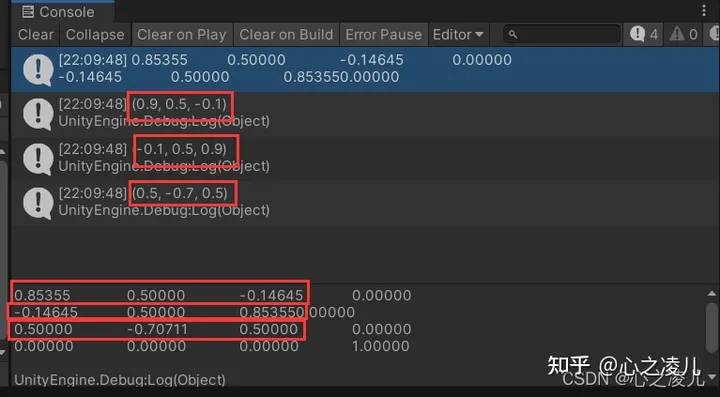 Console
Clear Collapse Clear on Play Clear on Build Error Pause Editor 4 0
[22:09:48] 0.85355 0.50000 -0.14645 0.00000
-0.14645 0.50000 0.853550.00000
[22:09:48] (0.9, 0.5, -0.1)
UnityEngine.Debug:Log(Object)
[22:09:48] (-0.1, 0.5, 0.9)
UnityEngine.Debug:Log(Object)
[22:09:48] (0.5, -0.7, 0.5)
UnityEngine.Debug:Log(Object)
0.85355 0.50000 -0.14645 0.00000
-0.14645 0.50000 0.853550.00000
0.50000 -0.70711 0.50000 0.00000
0.00000 0.00000 0.00000 1.00000
知乎 @心之凌儿
UnityEngine.Debug:Log(Object)
CSDN @心之凌儿